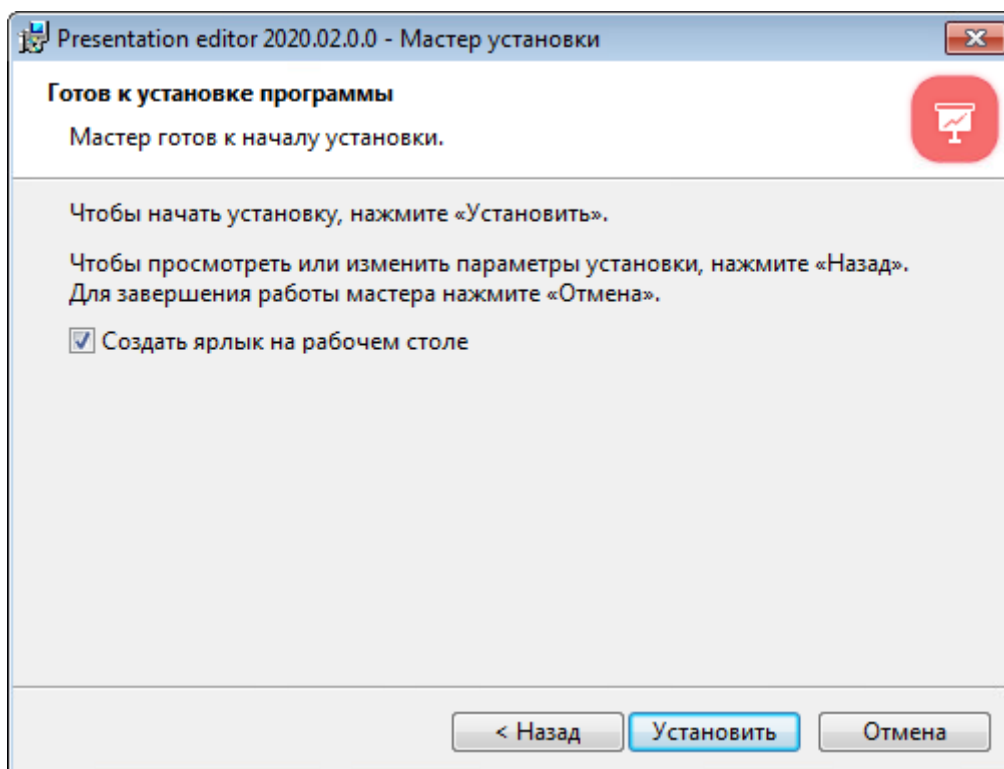 Presentation editor 2020.02.0.0 - Мастер установки
Готов к установке программы
Мастер готов к началу установки.
Чтобы начать установку, нажмите «Установить».
Чтобы просмотреть или изменить параметры установки, нажмите «Назад».
Для завершения работы мастера нажмите «Отмена».
Создать ярлык на рабочем столе
< Назад
Установить
Отмена